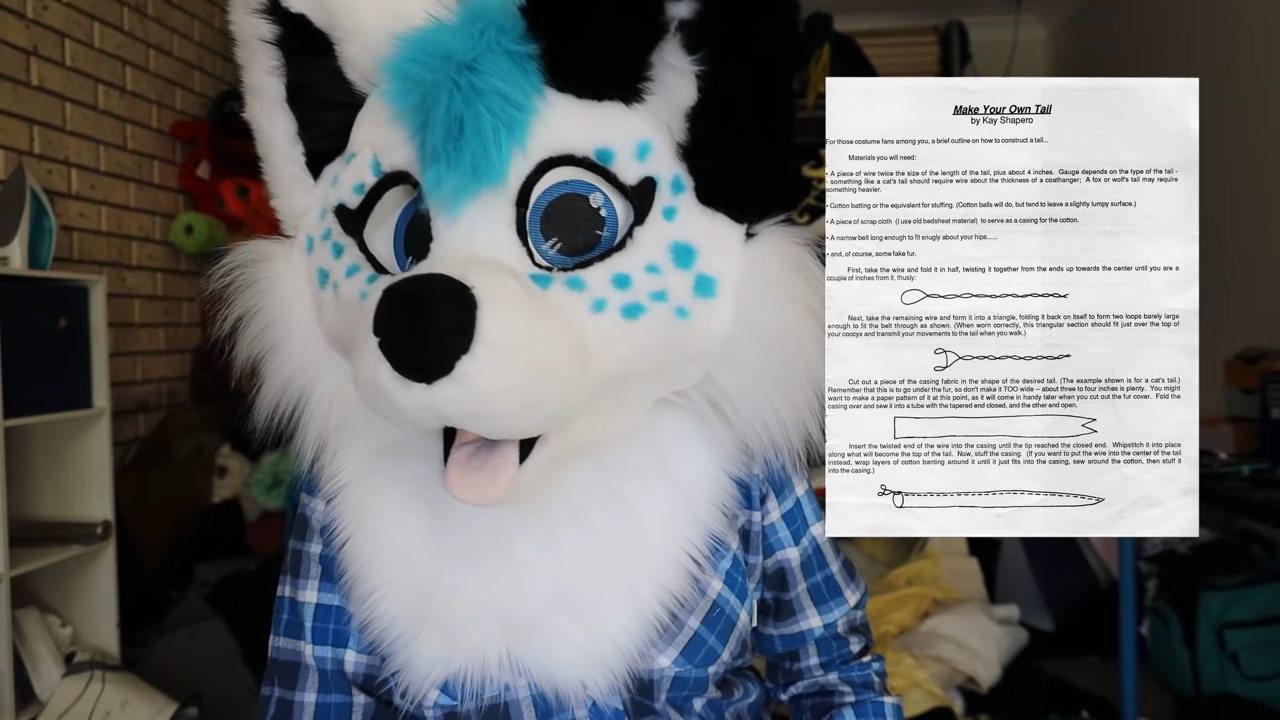 Make Your Own Tail
by Kay Shapero
For those costume fans among you, a brief outline on how to construct a tail...
Materials you will need:
• A piece of wire twice the size of the length of the tail, plus about 4 inches. Gauge depends on the type of the tail -
- something like a cat's tail should require wire about the thickness of a coathanger; A fox or wolf's tail may require
something heavier.
• Cotton batting or the equivalent for stuffing. (Cotton balls will do, but tend to leave a slightly lumpy surface.)
• A piece of scrap cloth (I use old bedsheet material) to serve as a casing for the cotton.
• A narrow belt long enough to fit snugly about your hips......
• and, of course, some fake fur.
First, take the wire and fold it in half, twisting it together from the ends up towards the center until you are a
couple of inches from it, thusly:
Next, take the remaining wire and form it into a triangle, folding it back on itself to form two loops barely large
enough to fit the belt through as shown. (When worn correctly, this triangular section should fit just over the top of
your coccyx and transmit your movements to the tail when you walk.)
Cut out a piece of the casing fabric in the shape of the desired tail. (The example shown is for a cat's tail.)
Remember that this is to go under the fur, so don't make it TOO wide -- about three to four inches is plenty. You might
want to make a paper pattern of it at this point, as it will come in handy later when you cut out the fur cover. Fold the
casing over and sew it into a tube with the tapered end closed, and the other end open.
Insert the twisted end of the wire into the casing until the tip reached the closed end. Whipstitch it into place
along what will become the top of the tail. Now, stuff the casing. (If you want to put the wire into the center of the tail
instead, wrap layers of cotton banting around it until it just fits into the casing, sew around the cotton, then stuff it
into the casing.)